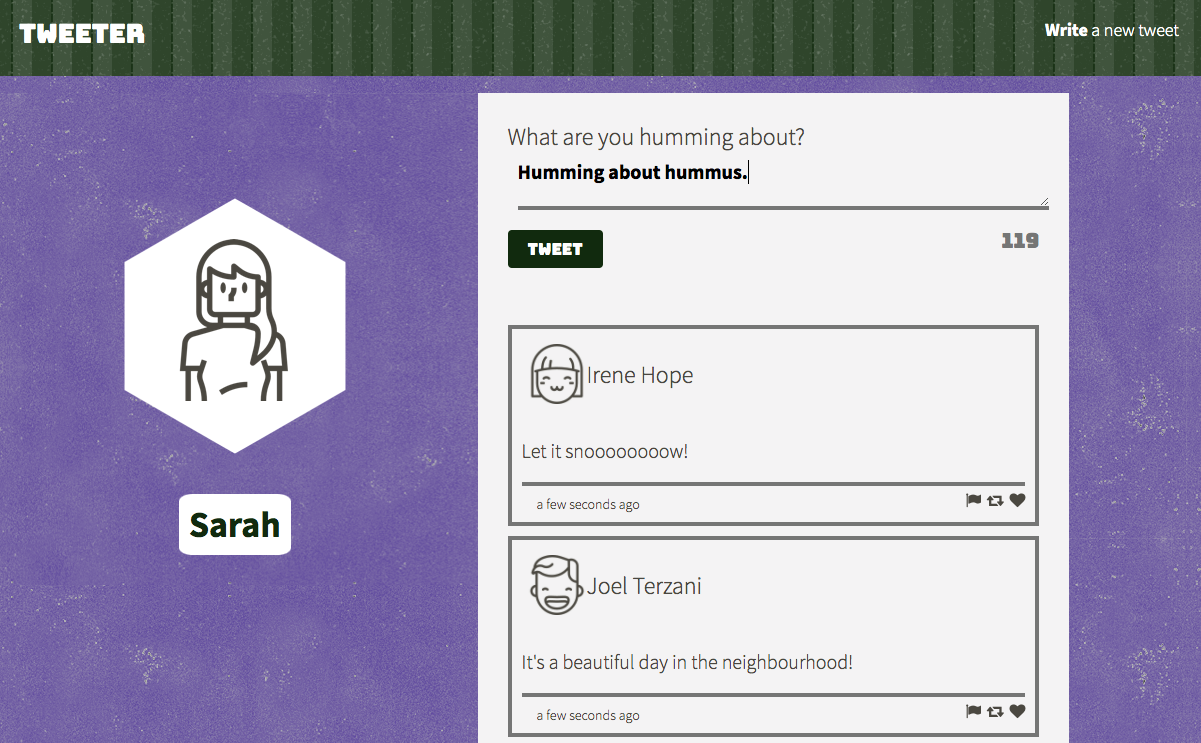 TWEETER
Write a new tweet
What are you humming about?
Humming about hummus.
TWEET
119
Irene Hope
Let it snoooooooow!
a few seconds ago
Sarah
Joel Terzani
It's a beautiful day in the neighbourhood!
a few seconds ago